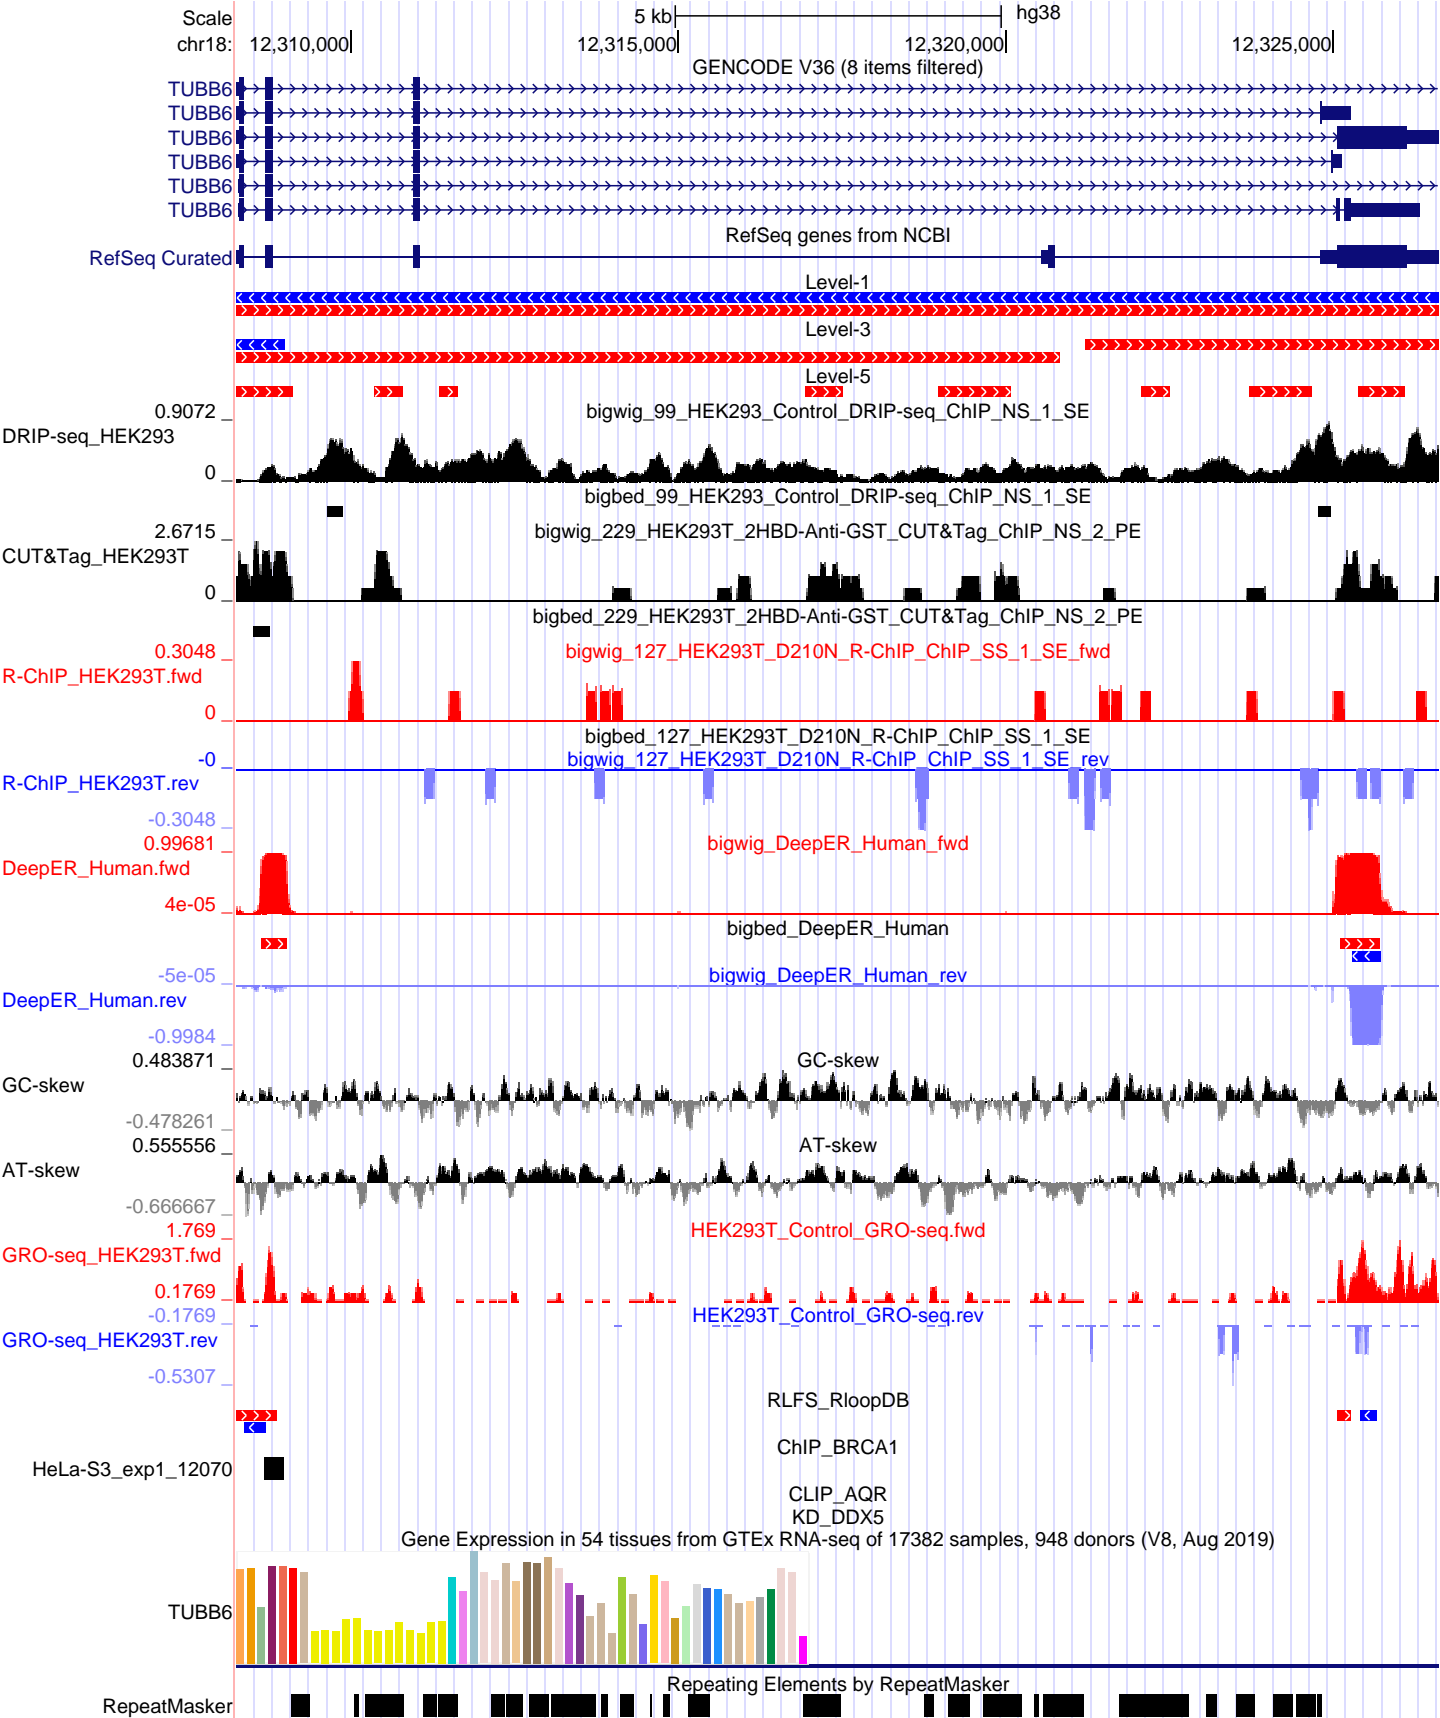 Scale 5 kb hg38
chr18: 12,310,000 12,315,000 12,320,000 12,325,000
GENCODE V36 (8 items filtered)
TUBB6
TUBB6
TUBB6
TUBB6
TUBB6
TUBB6
RefSeq genes from NCBI
RefSeq Curated
Level-1
Level-3
Level-5
0.9072 bigwig_99_HEK293_Control_DRIP-seq_ChIP_NS_1_SE
DRIP-seq_HEK293
0
bigbed_99_HEK293_Control_DRIP-seq_ChIP_NS_1_SE
2.6715 bigwig_229_HEK293T_2HBD-Anti-GST_CUT&Tag_ChIP_NS_2_PE
CUT&Tag_HEK293T
0
bigbed_229_HEK293T_2HBD-Anti-GST_CUT&Tag_ChIP_NS_2_PE
0.3048 bigwig_127_HEK293T_D210N_R-ChIP_ChIP_SS_1_SE_fwd
R-ChIP_HEK293T.fwd
0
bigbed_127_HEK293T_D210N_R-ChIP_ChIP_SS_1_SE
-0 bigwig_127_HEK293T_D210N_R-ChIP_ChIP_SS_1_SE_rev
R-ChIP_HEK293T.rev
-0.3048
0.99681 bigwig_DeepER_Human_fwd
DeepER_Human.fwd
4e-05
bigbed_DeepER_Human
-5e-05 bigwig_DeepER_Human_rev
DeepER_Human.rev
-0.9984
0.483871 GC-skew
GC-skew
-0.478261
0.555556 AT-skew
AT-skew
-0.666667
1.769 HEK293T_Control_GRO-seq.fwd
GRO-seq_HEK293T.fwd
0.1769
-0.1769 HEK293T_Control_GRO-seq.rev
GRO-seq_HEK293T.rev
-0.5307
RLFS_RloopDB
ChIP_BRCA1
HeLa-S3_exp1_12070
CLIP_AQR
KD_DDX5
Gene Expression in 54 tissues from GTEx RNA-seq of 17382 samples, 948 donors (V8, Aug 2019)
TUBB6
Repeating Elements by RepeatMasker
RepeatMasker